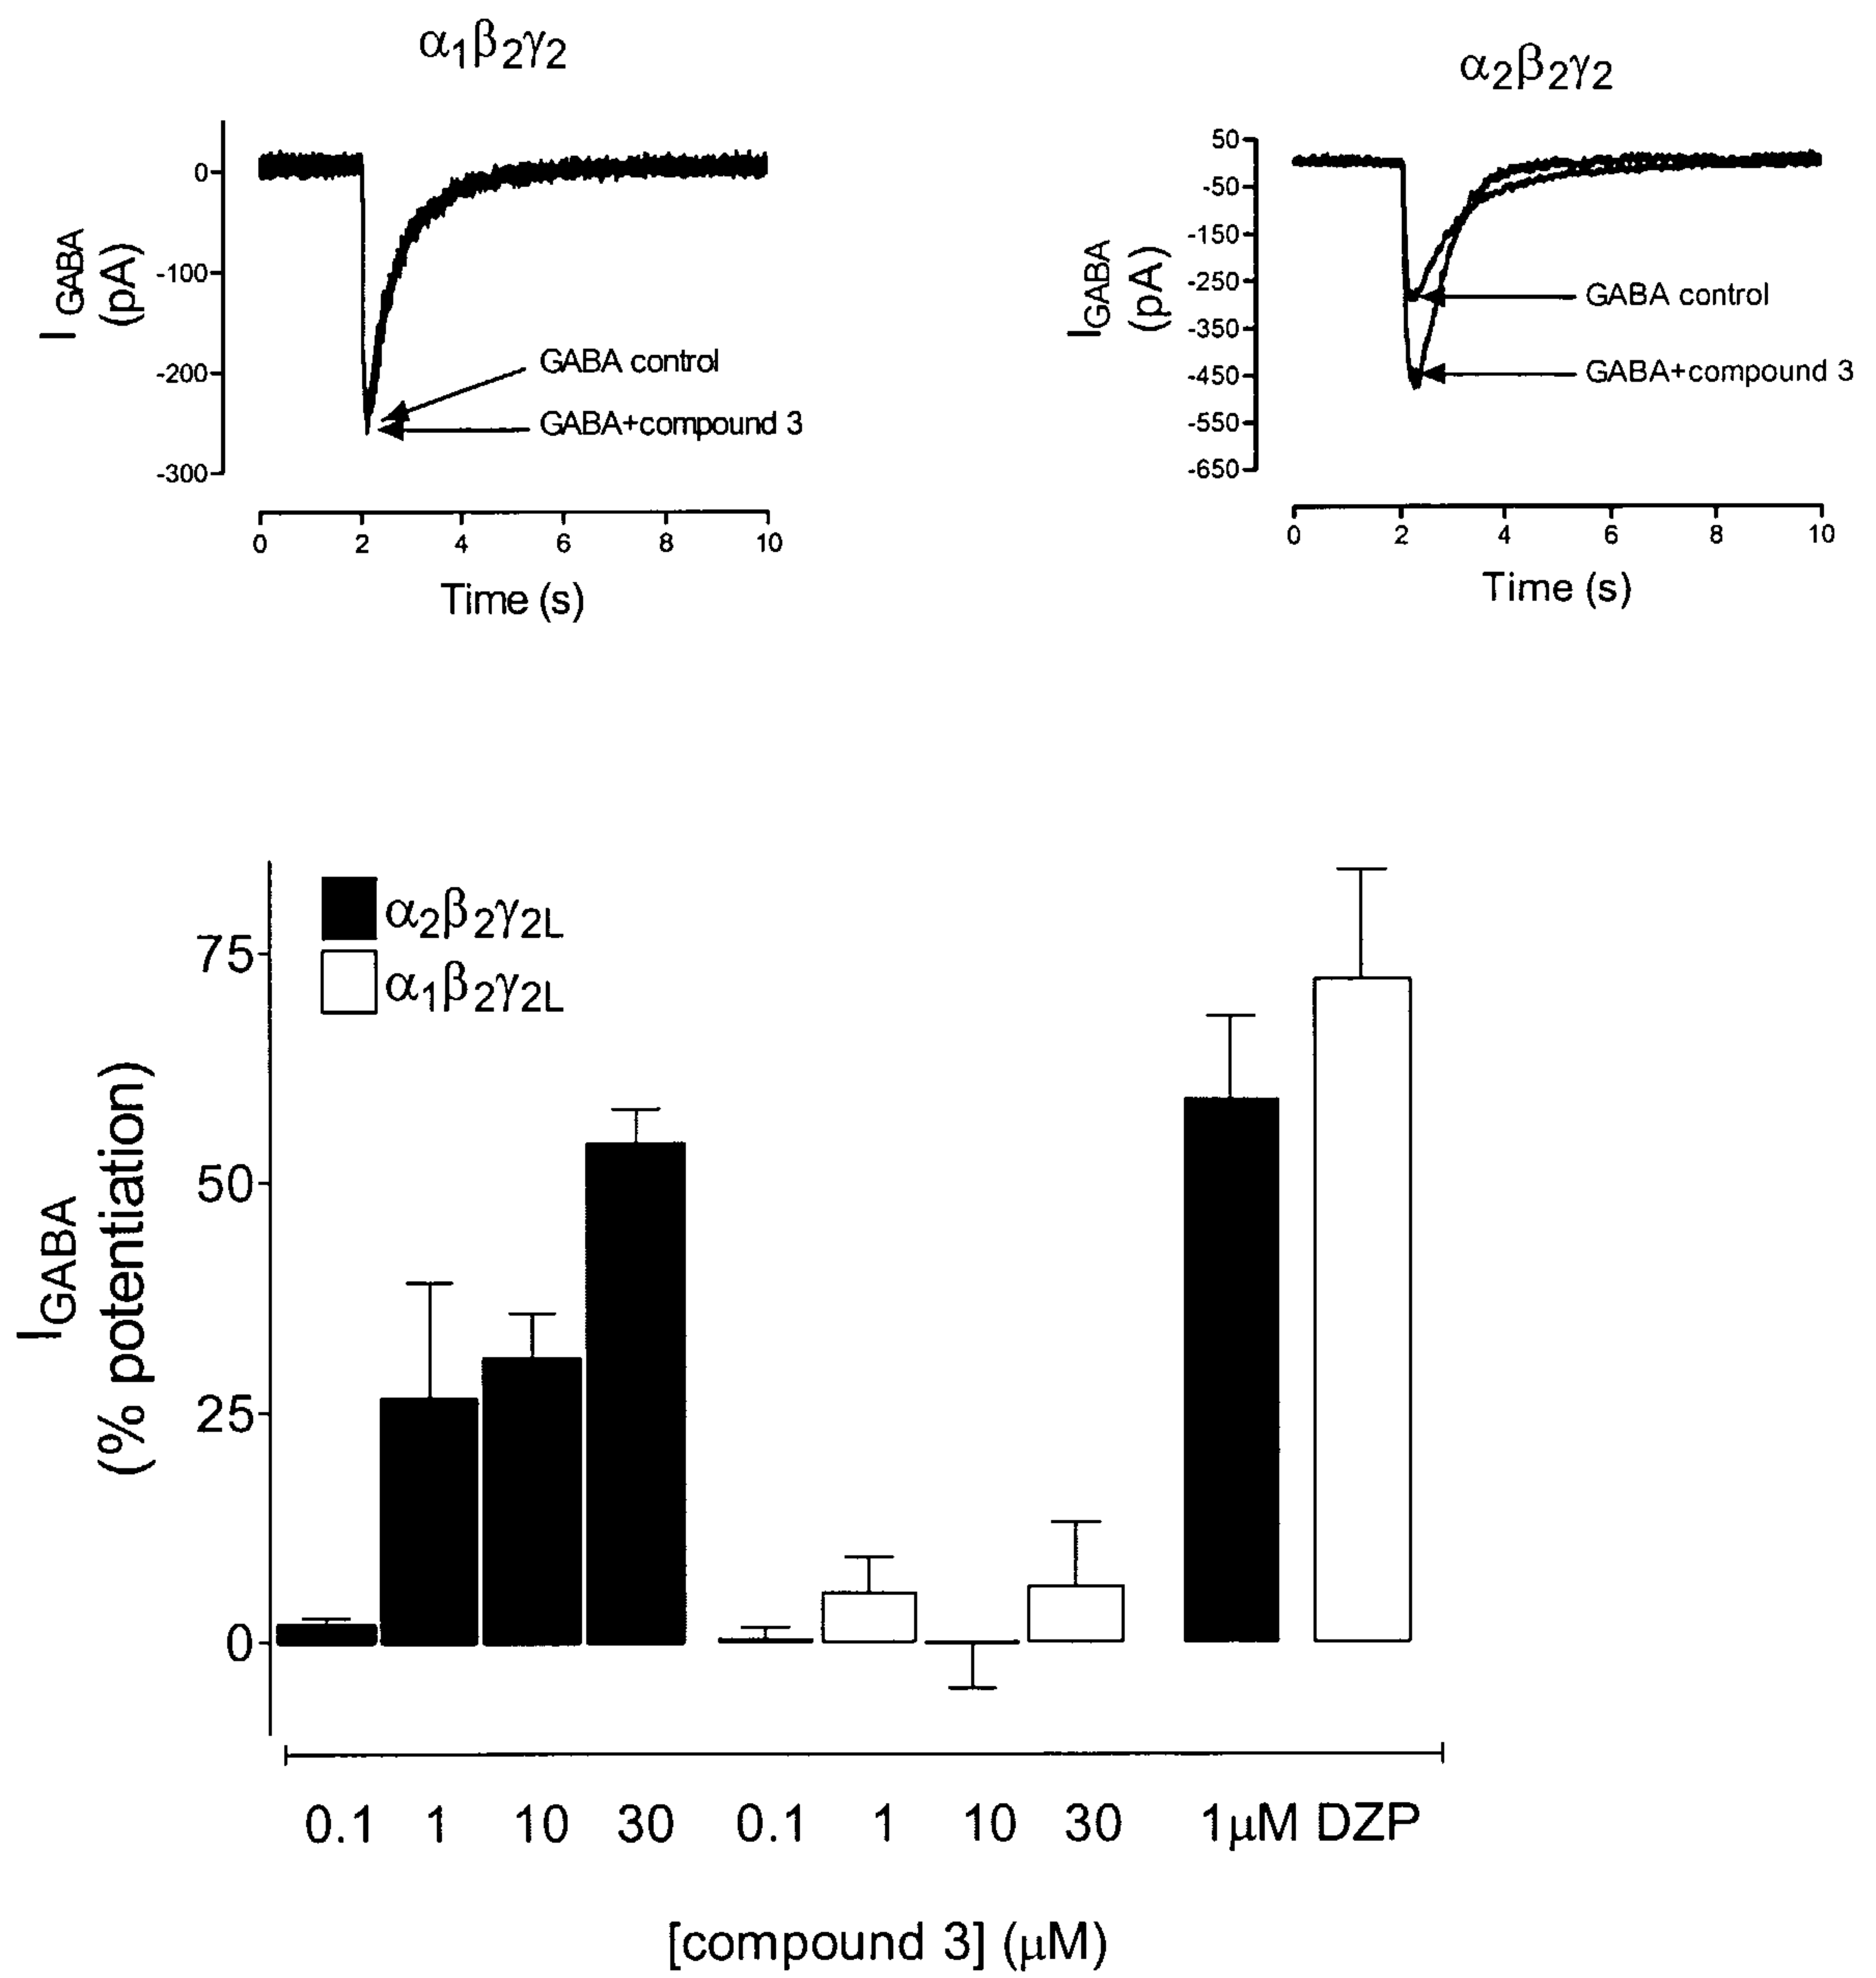 α1β2γ2
I GABA
(pA)
0
-100
-200
-300
GABA control
GABA+compound 3
0 2 4 6 8 10
Time (s)
α2β2γ2
IGABA
(pA)
50
-50
-150
-250
-350
-450
-550
-650
GABA control
GABA+compound 3
0 2 4 6 8 10
Time (s)
α2β2γ2L
α1β2γ2L
IGABA
(% potentiation)
75
50
25
0
0.1 1 10 30 0.1 1 10 30 1μM DZP
[compound 3] (μM)